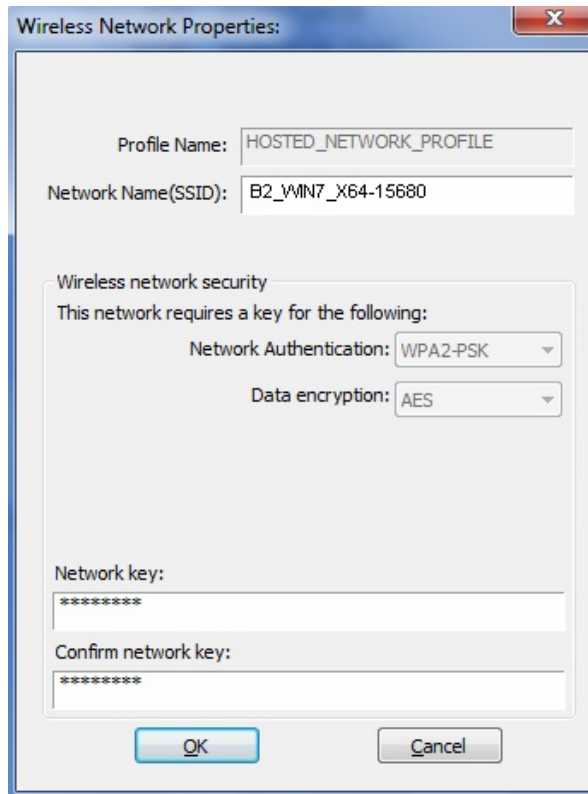 Wireless Network Properties:
Profile Name: HOSTED_NETWORK_PROFILE
Network Name(SSID): B2_WIN7_X64-15680
Wireless network security
This network requires a key for the following:
Network Authentication: WPA2-PSK
Data encryption: AES
Network key:
********
Confirm network key:
********
OK Cancel